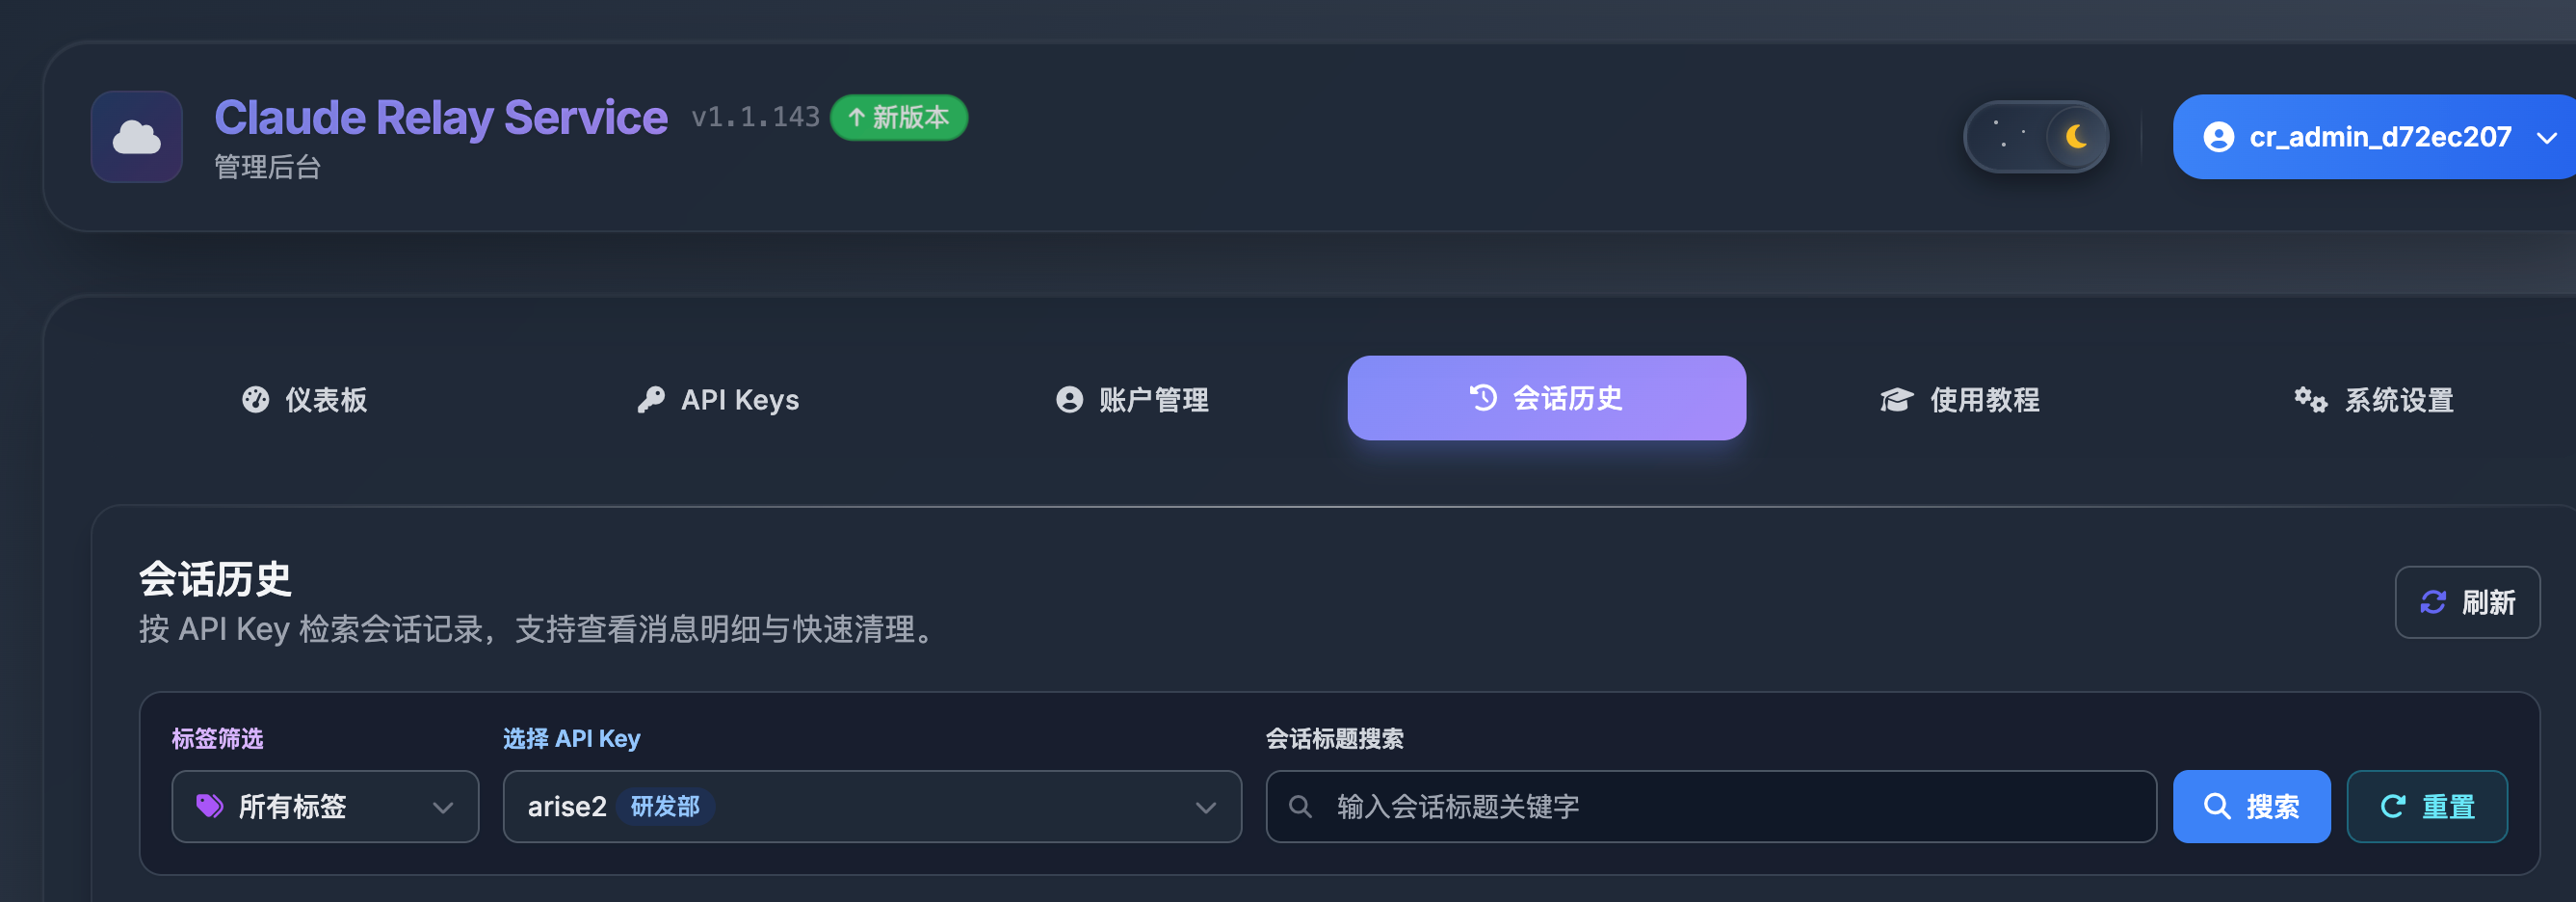 Claude Relay Service v1.1.143 新版本
管理后台
cr_admin_d72ec207
仪表板 API Keys 账户管理 会话历史 使用教程 系统设置
会话历史
按 API Key 检索会话记录，支持查看消息明细与快速清理。
刷新
标签筛选 选择 API Key 会话标题搜索
所有标签 arise2 研发部 输入会话标题关键字 搜索 重置